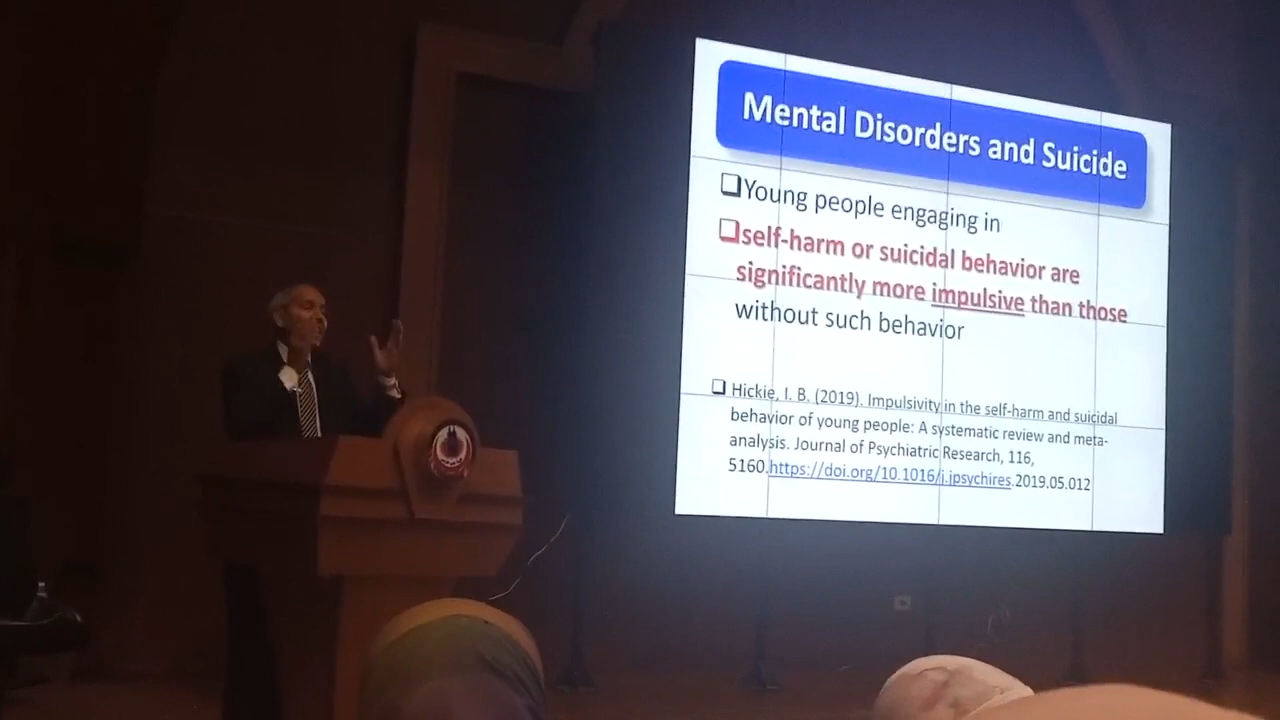 Mental Disorders and Suicide
❑Young people engaging in
❑self-harm or suicidal behavior are
significantly more impulsive than those
without such behavior
❑ Hickie, I. B. (2019). Impulsivity in the self-harm and suicidal
behavior of young people: A systematic review and meta-
analysis. Journal of Psychiatric Research, 116,
5160.https://doi.org/10.1016/j.jpsychires.2019.05.012